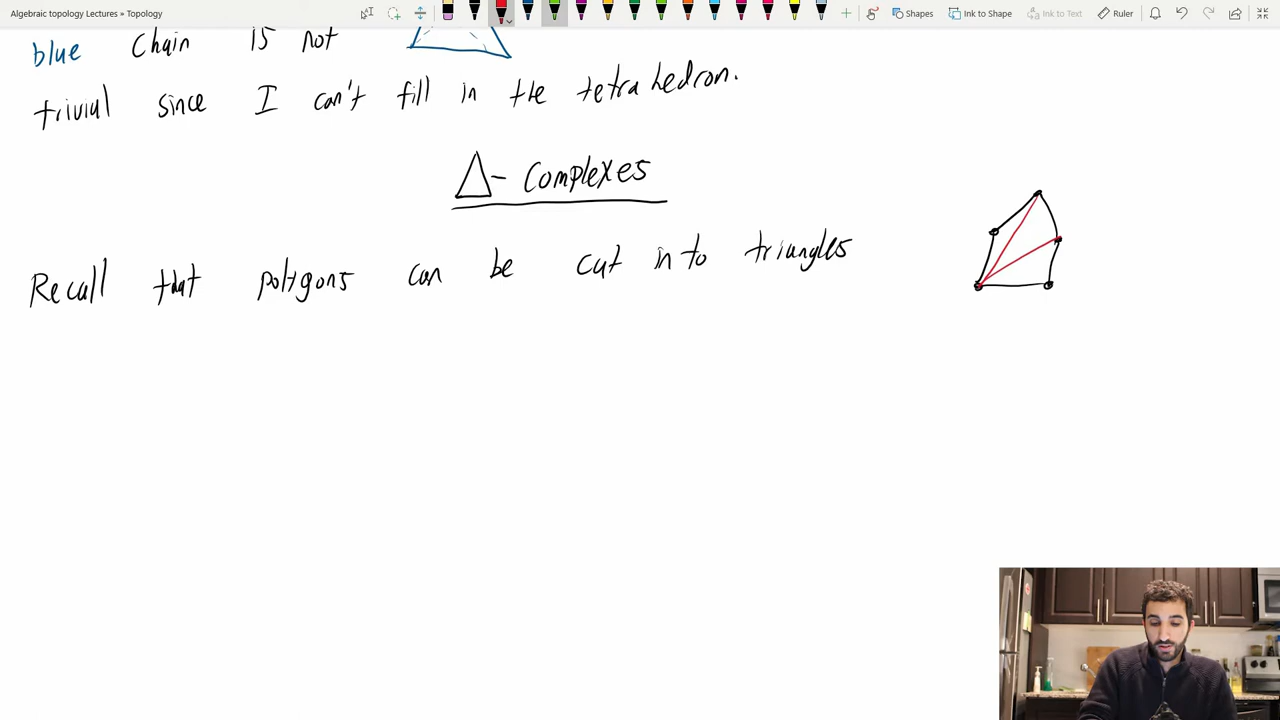 Algebraic topology Lectures » Topology
Shapes
Ink to Shape
Ink to Text
Ruler
blue Chain is not
trivial since I can't fill in the tetrahedron.
Δ- Complexes
Recall that polygons can be cut into triangles